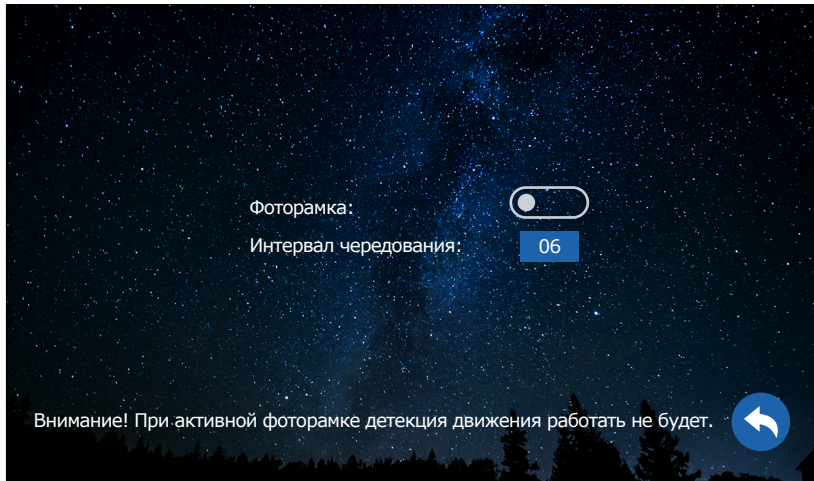 Фоторамка:
Интервал чередования: 06
Внимание! При активной фоторамке детекция движения работать не будет.